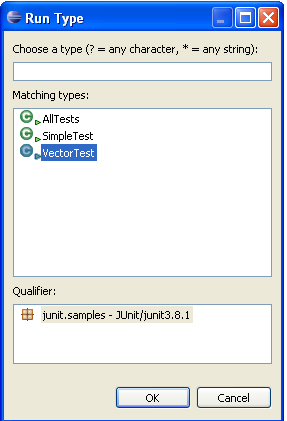 Run Type
Choose a type (? = any character, * = any string):
Matching types:
AllTests
SimpleTest
VectorTest
Qualifier:
junit.samples - JUnit/junit3.8.1
OK
Cancel